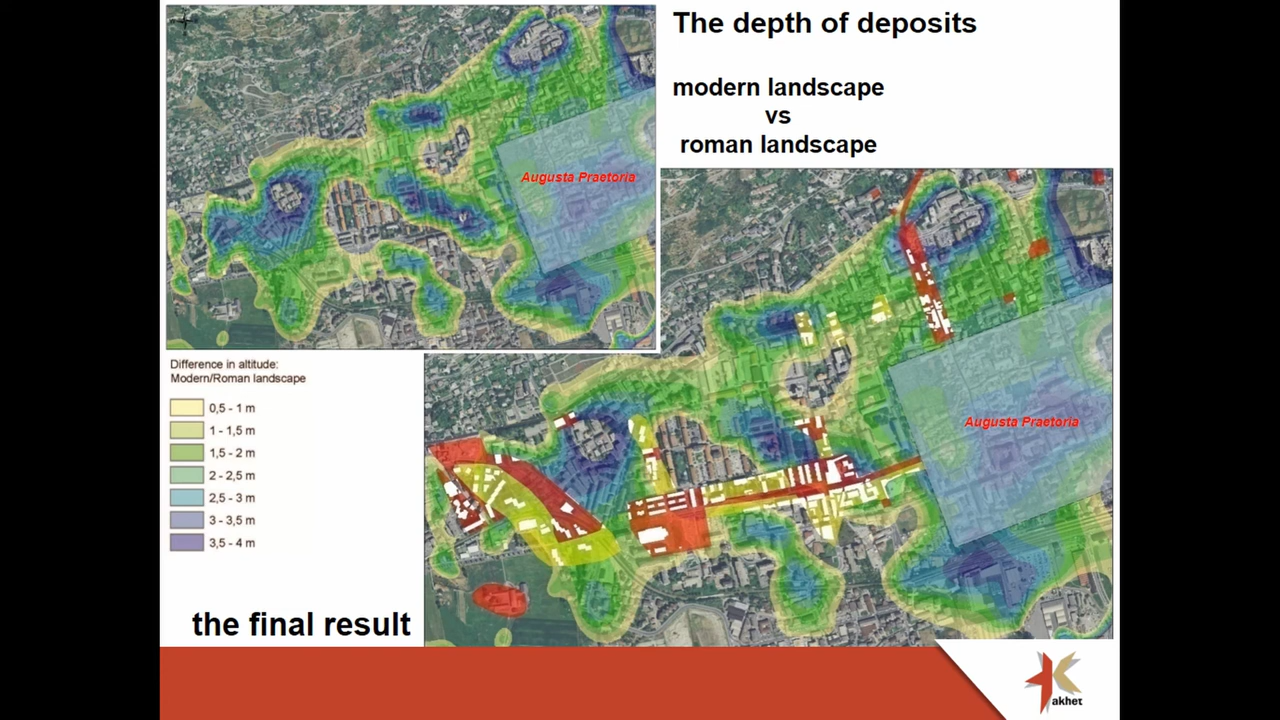 The depth of deposits
modern landscape
vs
roman landscape
Augusta Praetoria
Augusta Praetoria
Difference in altitude:
Modern/Roman landscape
0,5 - 1 m
1 - 1,5 m
1,5 - 2 m
2 - 2,5 m
2,5 - 3 m
3 - 3,5 m
3,5 - 4 m
the final result
akhet